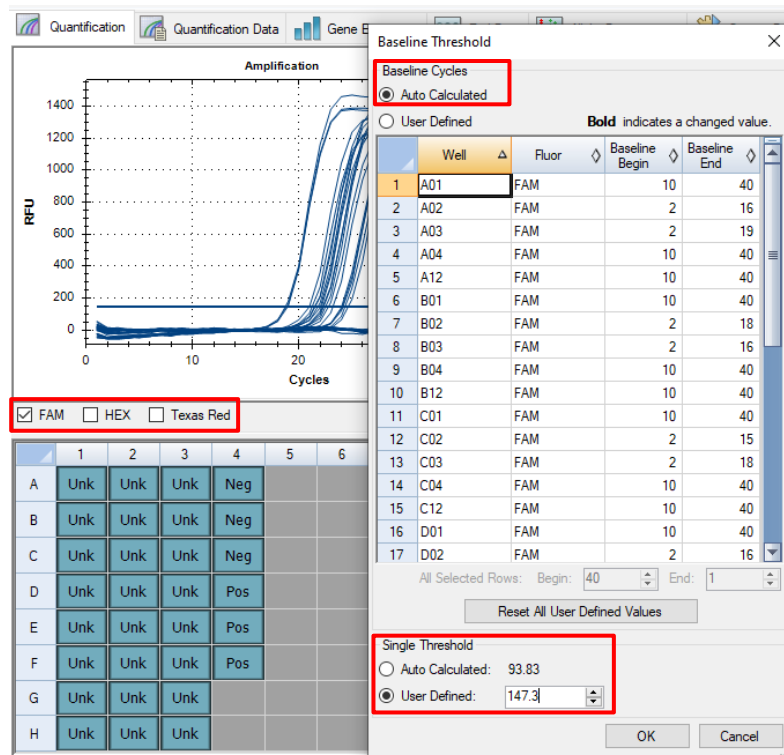 Quantification
Quantification Data
Gene E
Amplification
1400
1200
1000
800
600
400
200
0
RFU
0
10
20
Cycles
FAM
HEX
Texas Red
1 2 3 4 5 6
A Unk Unk Unk Neg
B Unk Unk Unk Neg
C Unk Unk Unk Neg
D Unk Unk Unk Pos
E Unk Unk Unk Pos
F Unk Unk Unk Pos
G Unk Unk Unk
H Unk Unk Unk
Baseline Threshold
Baseline Cycles
Auto Calculated
User Defined
Bold indicates a changed value.
Well Fluor Baseline Begin Baseline End
1 A01 FAM 10 40
2 A02 FAM 2 16
3 A03 FAM 2 19
4 A04 FAM 10 40
5 A12 FAM 10 40
6 B01 FAM 10 40
7 B02 FAM 2 18
8 B03 FAM 2 16
9 B04 FAM 10 40
10 B12 FAM 10 40
11 C01 FAM 10 40
12 C02 FAM 2 15
13 C03 FAM 2 18
14 C04 FAM 10 40
15 C12 FAM 10 40
16 D01 FAM 10 40
17 D02 FAM 2 16
All Selected Rows: Begin: 40 End: 1
Reset All User Defined Values
Single Threshold
Auto Calculated: 93.83
User Defined: 147.3
OK
Cancel